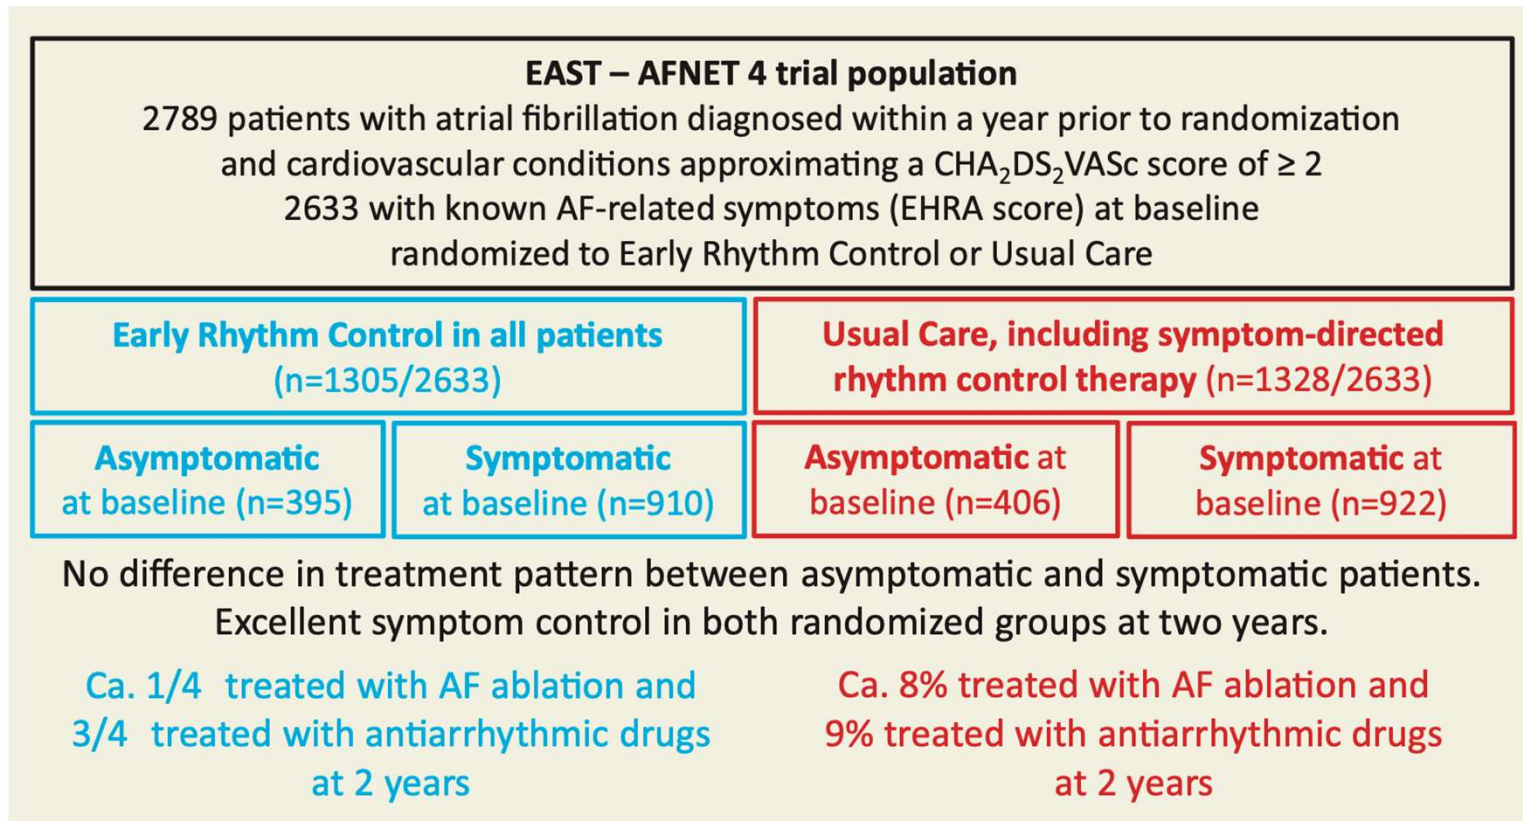 EAST – AFNET 4 trial population
2789 patients with atrial fibrillation diagnosed within a year prior to randomization
and cardiovascular conditions approximating a CHA₂DS₂VASc score of ≥ 2
2633 with known AF-related symptoms (EHRA score) at baseline
randomized to Early Rhythm Control or Usual Care
Early Rhythm Control in all patients
(n=1305/2633)
Usual Care, including symptom-directed
rhythm control therapy (n=1328/2633)
Asymptomatic
at baseline (n=395)
Symptomatic
at baseline (n=910)
Asymptomatic at
baseline (n=406)
Symptomatic at
baseline (n=922)
No difference in treatment pattern between asymptomatic and symptomatic patients.
Excellent symptom control in both randomized groups at two years.
Ca. 1/4 treated with AF ablation and
3/4 treated with antiarrhythmic drugs
at 2 years
Ca. 8% treated with AF ablation and
9% treated with antiarrhythmic drugs
at 2 years